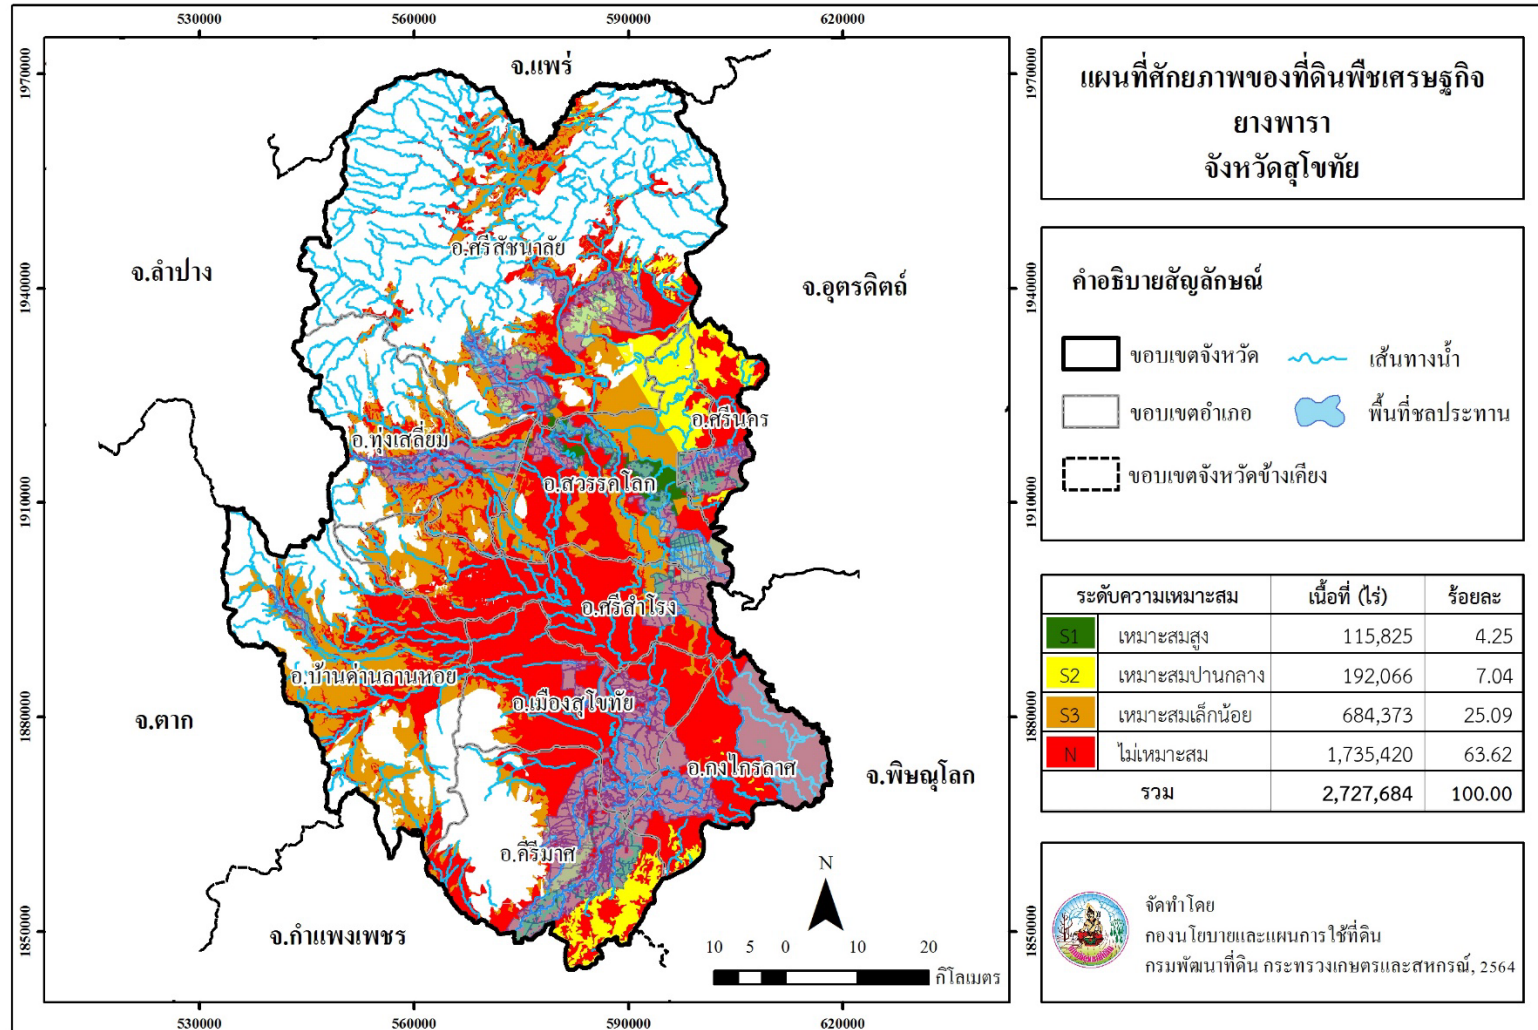 530000
560000
590000
620000
1970000
1940000
1910000
1880000
1850000
1970000
1940000
1910000
1880000
1850000
530000
560000
590000
620000
จ.แพร่
จ.ลำปาง
จ.อุตรดิตถ์
จ.ตาก
จ.พิษณุโลก
จ.กำแพงเพชร
อ.ศรีสัชนาลัย
อ.ศรีนคร
อ.ทุ่งเสลี่ยม
อ.สวรรคโลก
อ.ศรีสำโรง
อ.บ้านด่านลานหอย
อ.เมืองสุโขทัย
อ.กงไกรลาศ
อ.คีรีมาศ
N
10 5 0 10 20
กิโลเมตร
แผนที่ศักยภาพของที่ดินพืชเศรษฐกิจ
ยางพารา
จังหวัดสุโขทัย
คำอธิบายสัญลักษณ์
ขอบเขตจังหวัด เส้นทางน้ำ
ขอบเขตอำเภอ พื้นที่ชลประทาน
ขอบเขตจังหวัดข้างเคียง
ระดับความเหมาะสม เนื้อที่ (ไร่) ร้อยละ
S1 เหมาะสมสูง 115,825 4.25
S2 เหมาะสมปานกลาง 192,066 7.04
S3 เหมาะสมเล็กน้อย 684,373 25.09
N ไม่เหมาะสม 1,735,420 63.62
รวม 2,727,684 100.00
จัดทำโดย
กองนโยบายและแผนการใช้ที่ดิน
กรมพัฒนาที่ดิน กระทรวงเกษตรและสหกรณ์, 2564